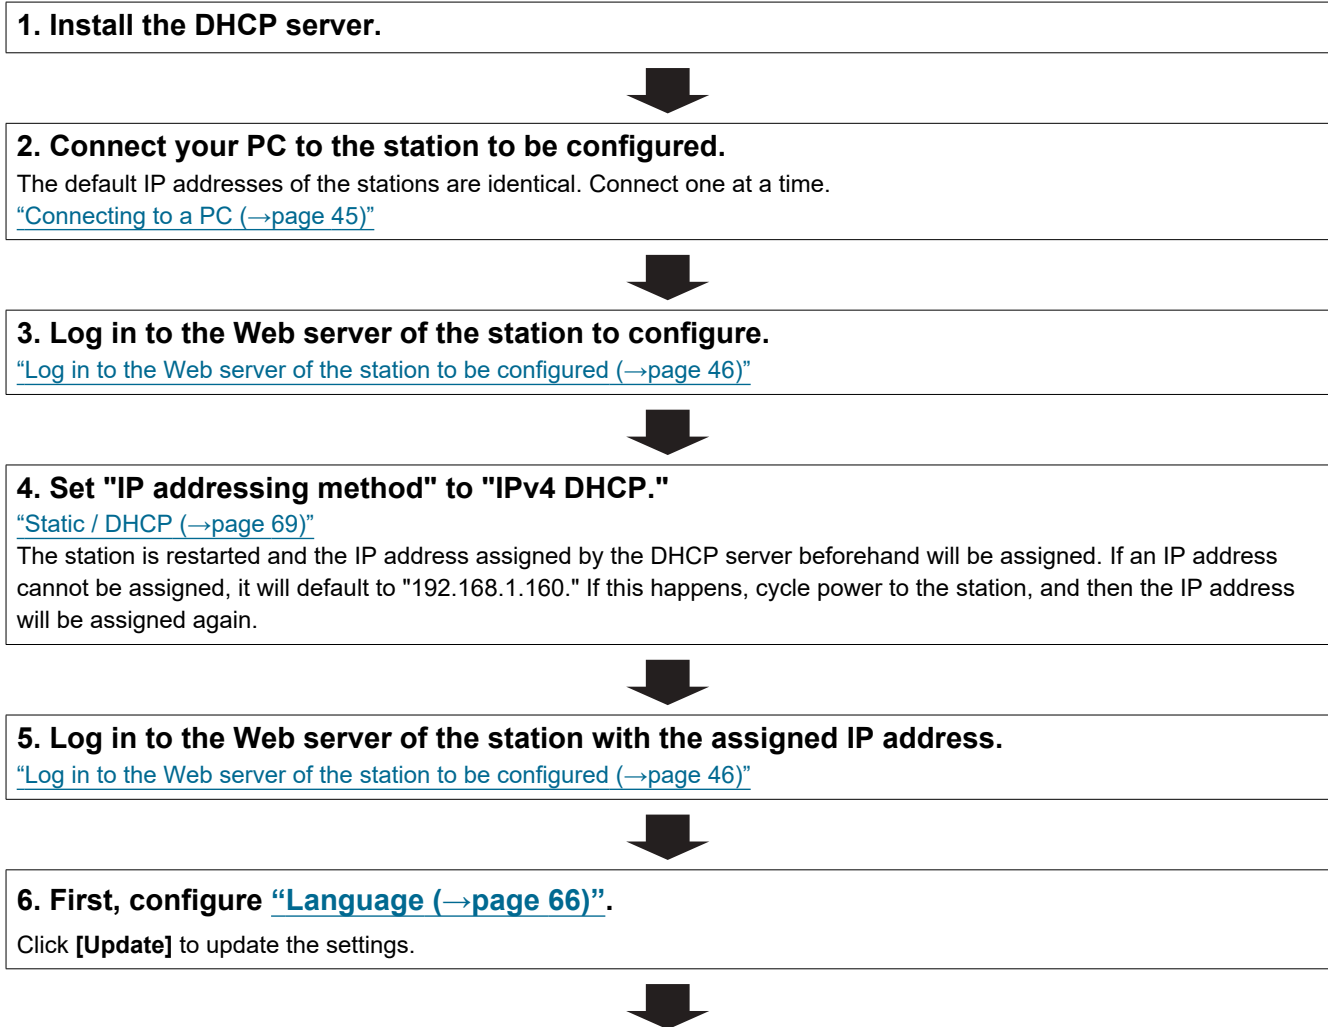 1. Install the DHCP server.
2. Connect your PC to the station to be configured.
The default IP addresses of the stations are identical. Connect one at a time.
“Connecting to a PC (→page 45)”
3. Log in to the Web server of the station to configure.
“Log in to the Web server of the station to be configured (→page 46)”
4. Set "IP addressing method" to "IPv4 DHCP."
“Static / DHCP (→page 69)”
The station is restarted and the IP address assigned by the DHCP server beforehand will be assigned. If an IP address
cannot be assigned, it will default to "192.168.1.160." If this happens, cycle power to the station, and then the IP address
will be assigned again.
5. Log in to the Web server of the station with the assigned IP address.
“Log in to the Web server of the station to be configured (→page 46)”
6. First, configure “Language (→page 66)”.
Click [Update] to update the settings.